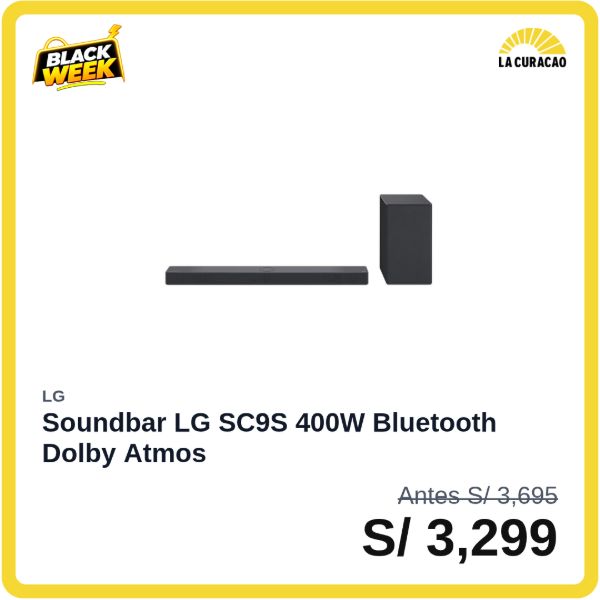 BLACK
WEEK
LA CURACAO
LG
Soundbar LG SC9S 400W Bluetooth
Dolby Atmos
Antes S/ 3,695
S/ 3,299